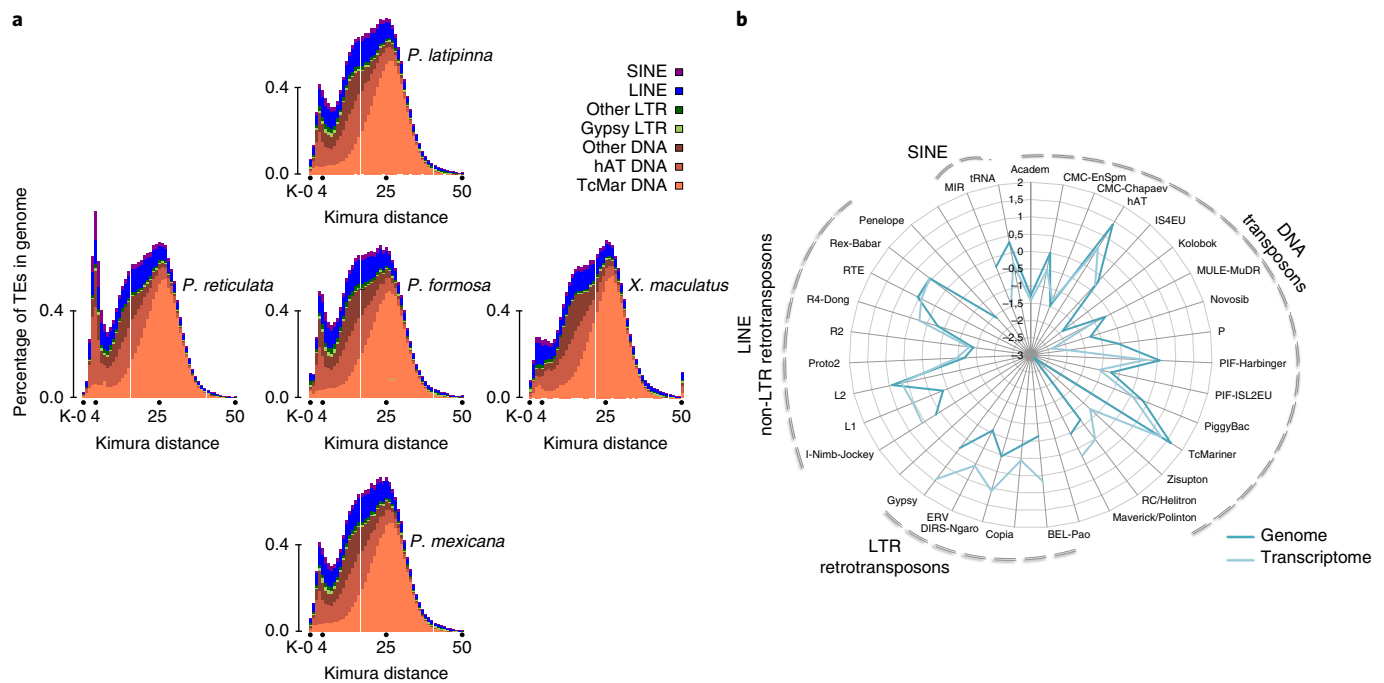 a
P. latipinna
SINE
LINE
Other LTR
Gypsy LTR
Other DNA
hAT DNA
TcMar DNA
0.4
0.0
K-0 4 25 50
Kimura distance
Percentage of TEs in genome
P. reticulata
0.4
0.0
K-0 4 25 50
Kimura distance
P. formosa
0.4
0.0
K-0 4 25 50
Kimura distance
X. maculatus
0.4
0.0
K-0 4 25 50
Kimura distance
P. mexicana
0.4
0.0
K-0 4 25 50
Kimura distance
b
SINE
DNA
transposons
LTR
retrotransposons
LINE
non-LTR retrotransposons
Academ
CMC-EnSpm
CMC-Chapaev
hAT
IS4EU
Kolobok
MULE-MuDR
Novosib
P
PIF-Harbinger
PIF-ISL2EU
PiggyBac
TcMariner
Zisupton
RC/Helitron
Maverick/Polinton
BEL-Pao
Copia
DIRS-Ngaro
ERV
Gypsy
I-Nimb-Jockey
L1
L2
Proto2
R2
R4-Dong
RTE
Rex-Babar
Penelope
MIR
tRNA
2
1,5
1
0,5
0
−0,5
−1
−1,5
−2
−2,5
−3
Genome
Transcriptome